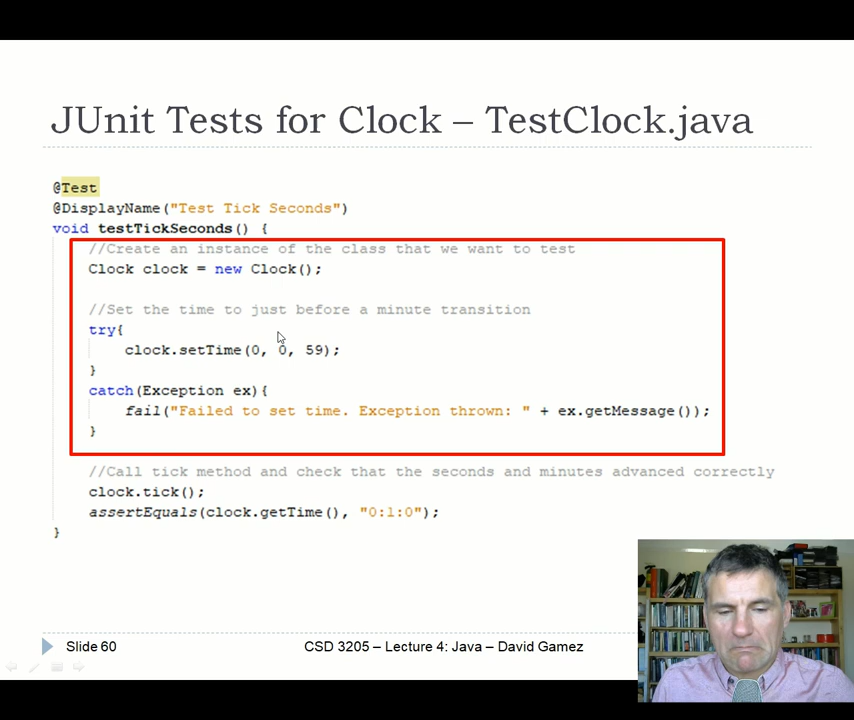 JUnit Tests for Clock – TestClock.java
@Test
@DisplayName("Test Tick Seconds")
void testTickSeconds() {
//Create an instance of the class that we want to test
Clock clock = new Clock();
//Set the time to just before a minute transition
try{
clock.setTime(0, 0, 59);
}
catch(Exception ex){
fail("Failed to set time. Exception thrown: " + ex.getMessage());
}
//Call tick method and check that the seconds and minutes advanced correctly
clock.tick();
assertEquals(clock.getTime(), "0:1:0");
}
Slide 60
CSD 3205 – Lecture 4: Java – David Gamez